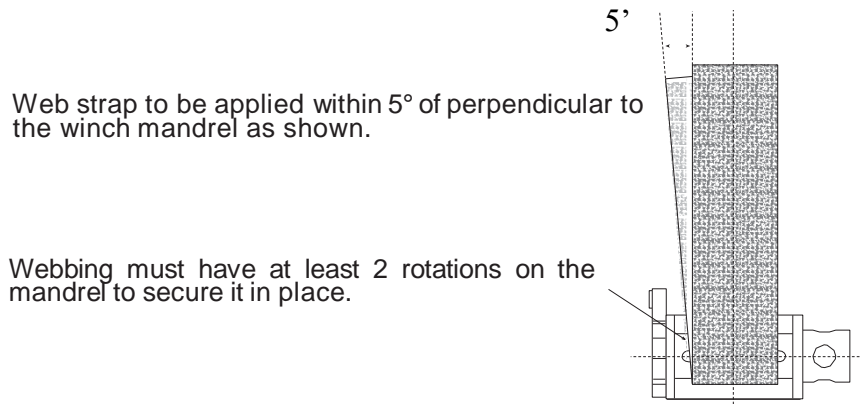 5’
Web strap to be applied within 5° of perpendicular to
the winch mandrel as shown.
Webbing must have at least 2 rotations on the
mandrel to secure it in place.